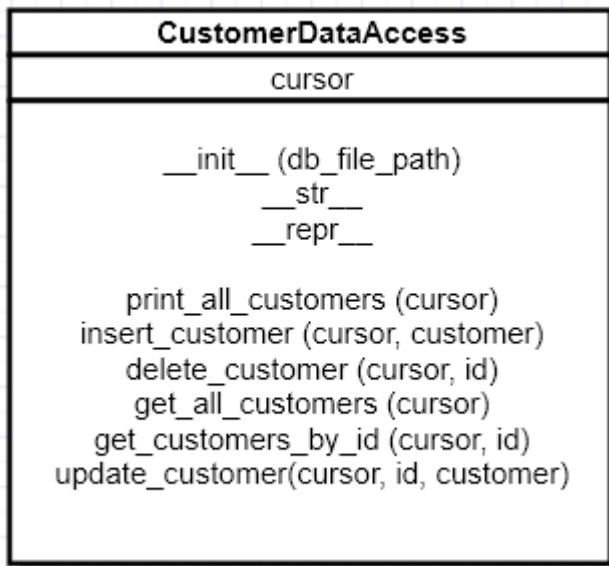 CustomerDataAccess
cursor
__init__ (db_file_path)
__str__
__repr__
print_all_customers (cursor)
insert_customer (cursor, customer)
delete_customer (cursor, id)
get_all_customers (cursor)
get_customers_by_id (cursor, id)
update_customer(cursor, id, customer)